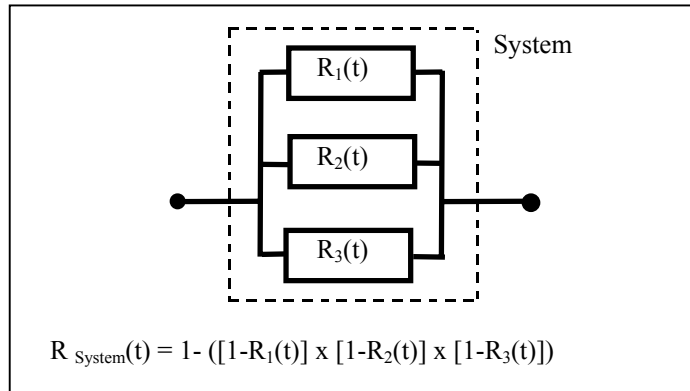 System
R₁(t)
R₂(t)
R₃(t)
R System(t) = 1- ([1-R₁(t)] x [1-R₂(t)] x [1-R₃(t)])